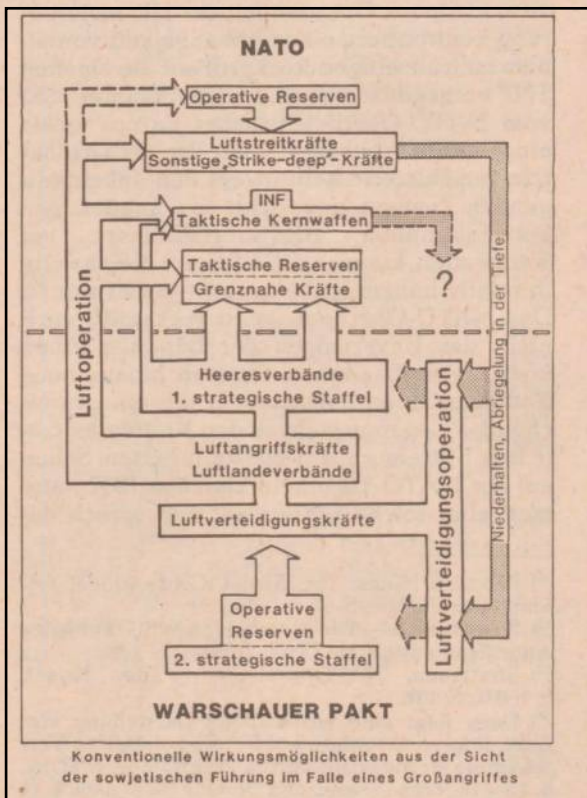 NATO
Operative Reserven
Luftstreitkräfte
Sonstige „Strike-deep”-Kräfte
INF
Taktische Kernwaffen
?
Taktische Reserven
Grenznahe Kräfte
Luftoperation
Niederhalten, Abriegelung in der Tiefe
Heeresverbände
1. strategische Staffel
Luftangriffskräfte
Luftlandeverbände
Luftverteidigungskräfte
Luftverteidigungsoperation
Operative
Reserven
2. strategische Staffel
WARSCHAUER PAKT
Konventionelle Wirkungsmöglichkeiten aus der Sicht
der sowjetischen Führung im Falle eines Großangriffes